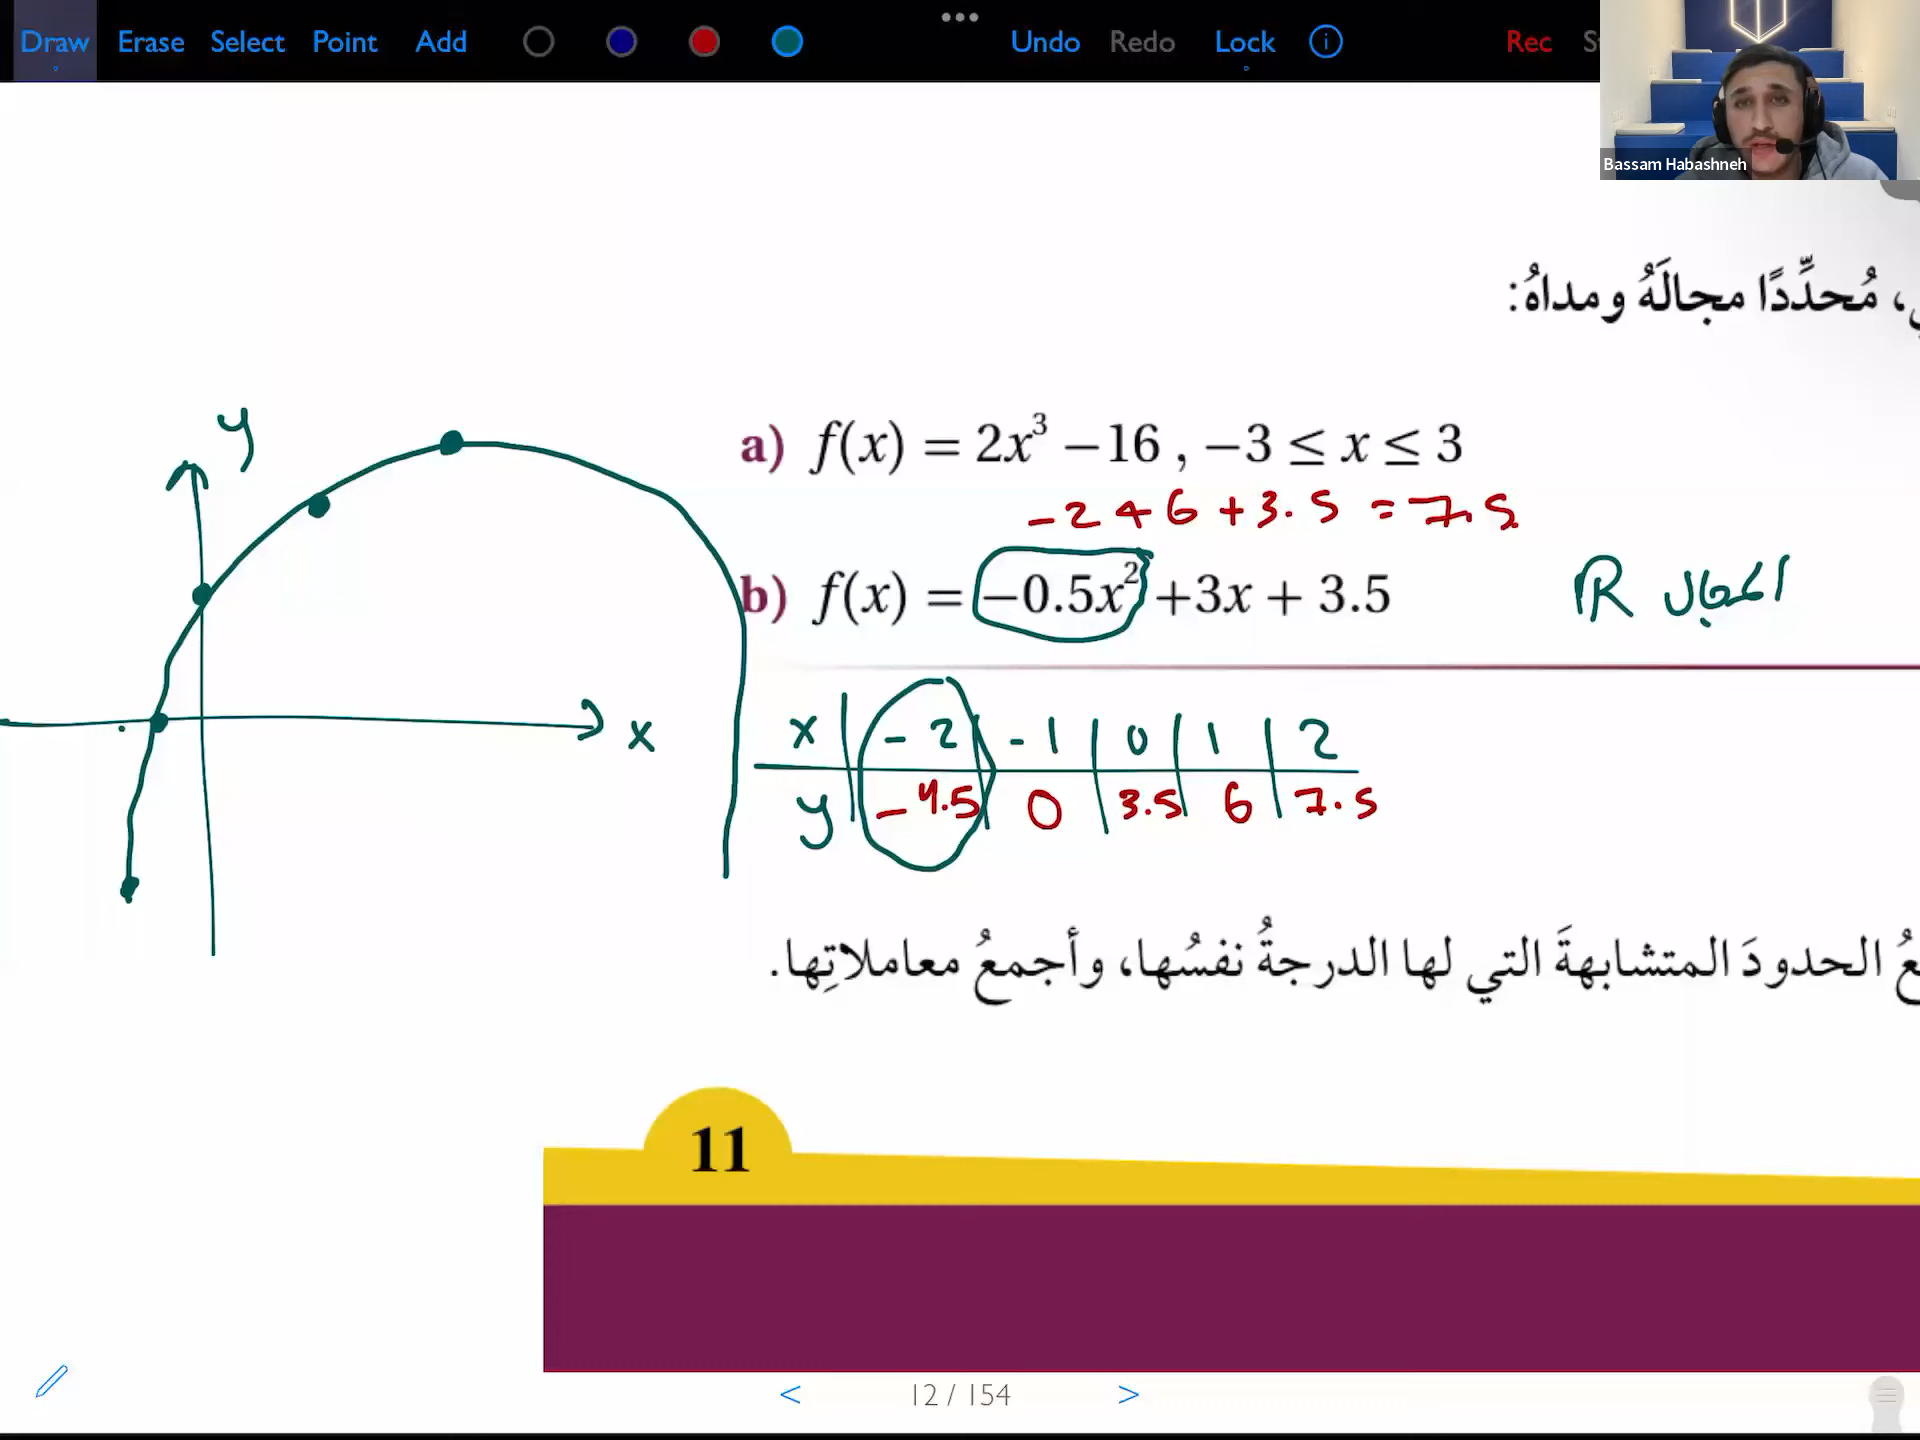 Draw Erase Select Point Add Undo Redo Lock Rec
Bassam Habashneh
، مُحدِّدًا مجالَهُ ومداهُ:
y
a) f(x) = 2x³ −16 , −3 ≤ x ≤ 3
-2 + 6 + 3.5 = 7.5
b) f(x) = −0.5x² +3x + 3.5
المجال R
x
x | -2 | -1 | 0 | 1 | 2
y | -4.5 | 0 | 3.5 | 6 | 7.5
الحدودَ المتشابهةَ التي لها الدرجةُ نفسُها، وأجمعُ معاملاتِها.
11
< 12 / 154 >